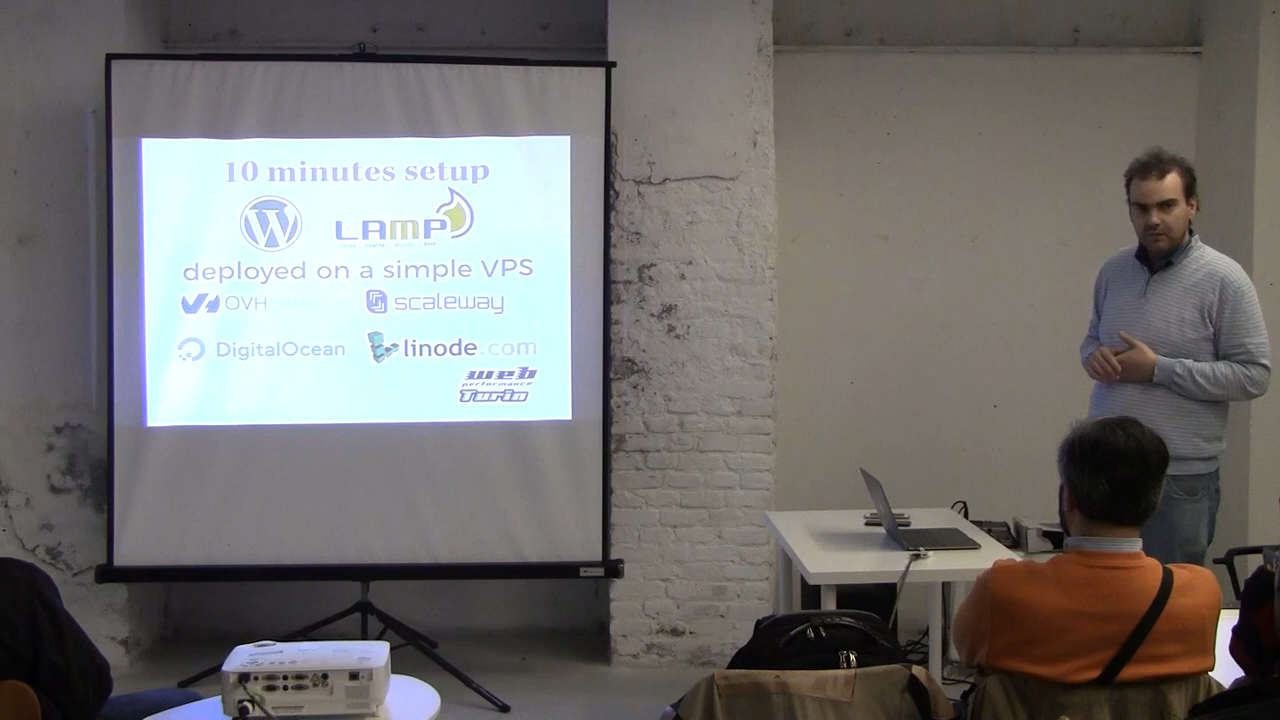 10 minutes setup
W LAMP
deployed on a simple VPS
OVH scaleway
DigitalOcean linode.com
web
performance
Turin